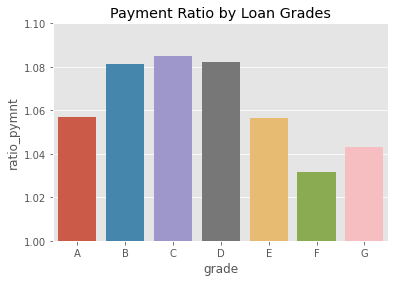 Payment Ratio by Loan Grades
1.10
1.08
1.06
1.04
1.02
1.00
ratio_pymnt
A B C D E F G
grade